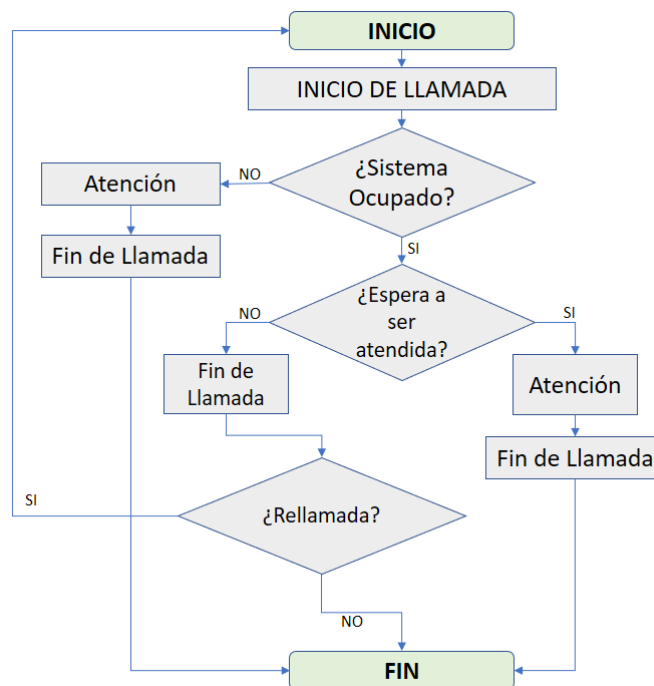 INICIO
INICIO DE LLAMADA
¿Sistema
Ocupado?
NO
Atención
Fin de Llamada
SI
¿Espera a
ser
atendida?
NO
SI
Fin de
Llamada
Atención
Fin de Llamada
¿Rellamada?
SI
NO
FIN